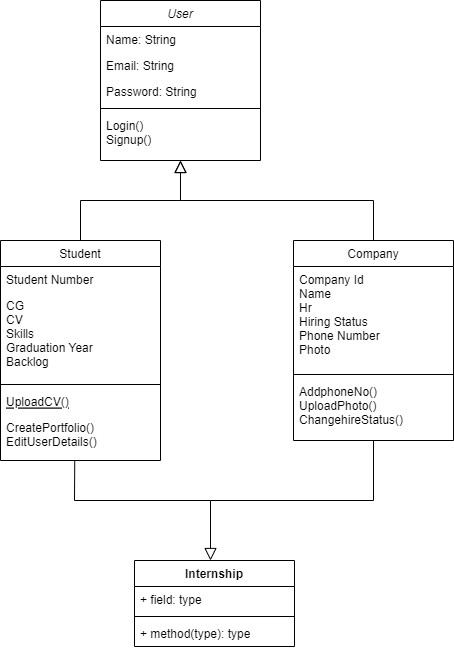 User
Name: String
Email: String
Password: String
Login()
Signup()
Student
Student Number
CG
CV
Skills
Graduation Year
Backlog
UploadCV()
CreatePortfolio()
EditUserDetails()
Company
Company Id
Name
Hr
Hiring Status
Phone Number
Photo
AddphoneNo()
UploadPhoto()
ChangehireStatus()
Internship
+ field: type
+ method(type): type